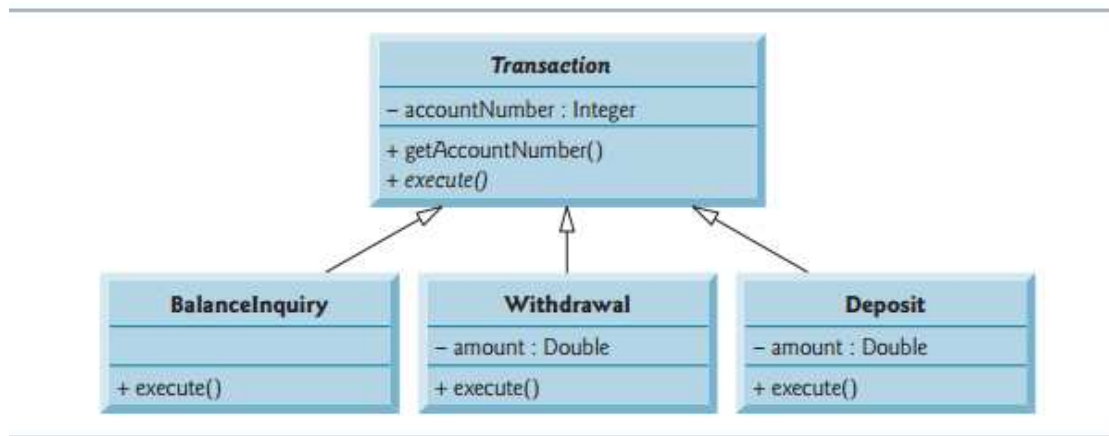 Transaction
– accountNumber : Integer
+ getAccountNumber()
+ execute()
BalanceInquiry
+ execute()
Withdrawal
– amount : Double
+ execute()
Deposit
– amount : Double
+ execute()